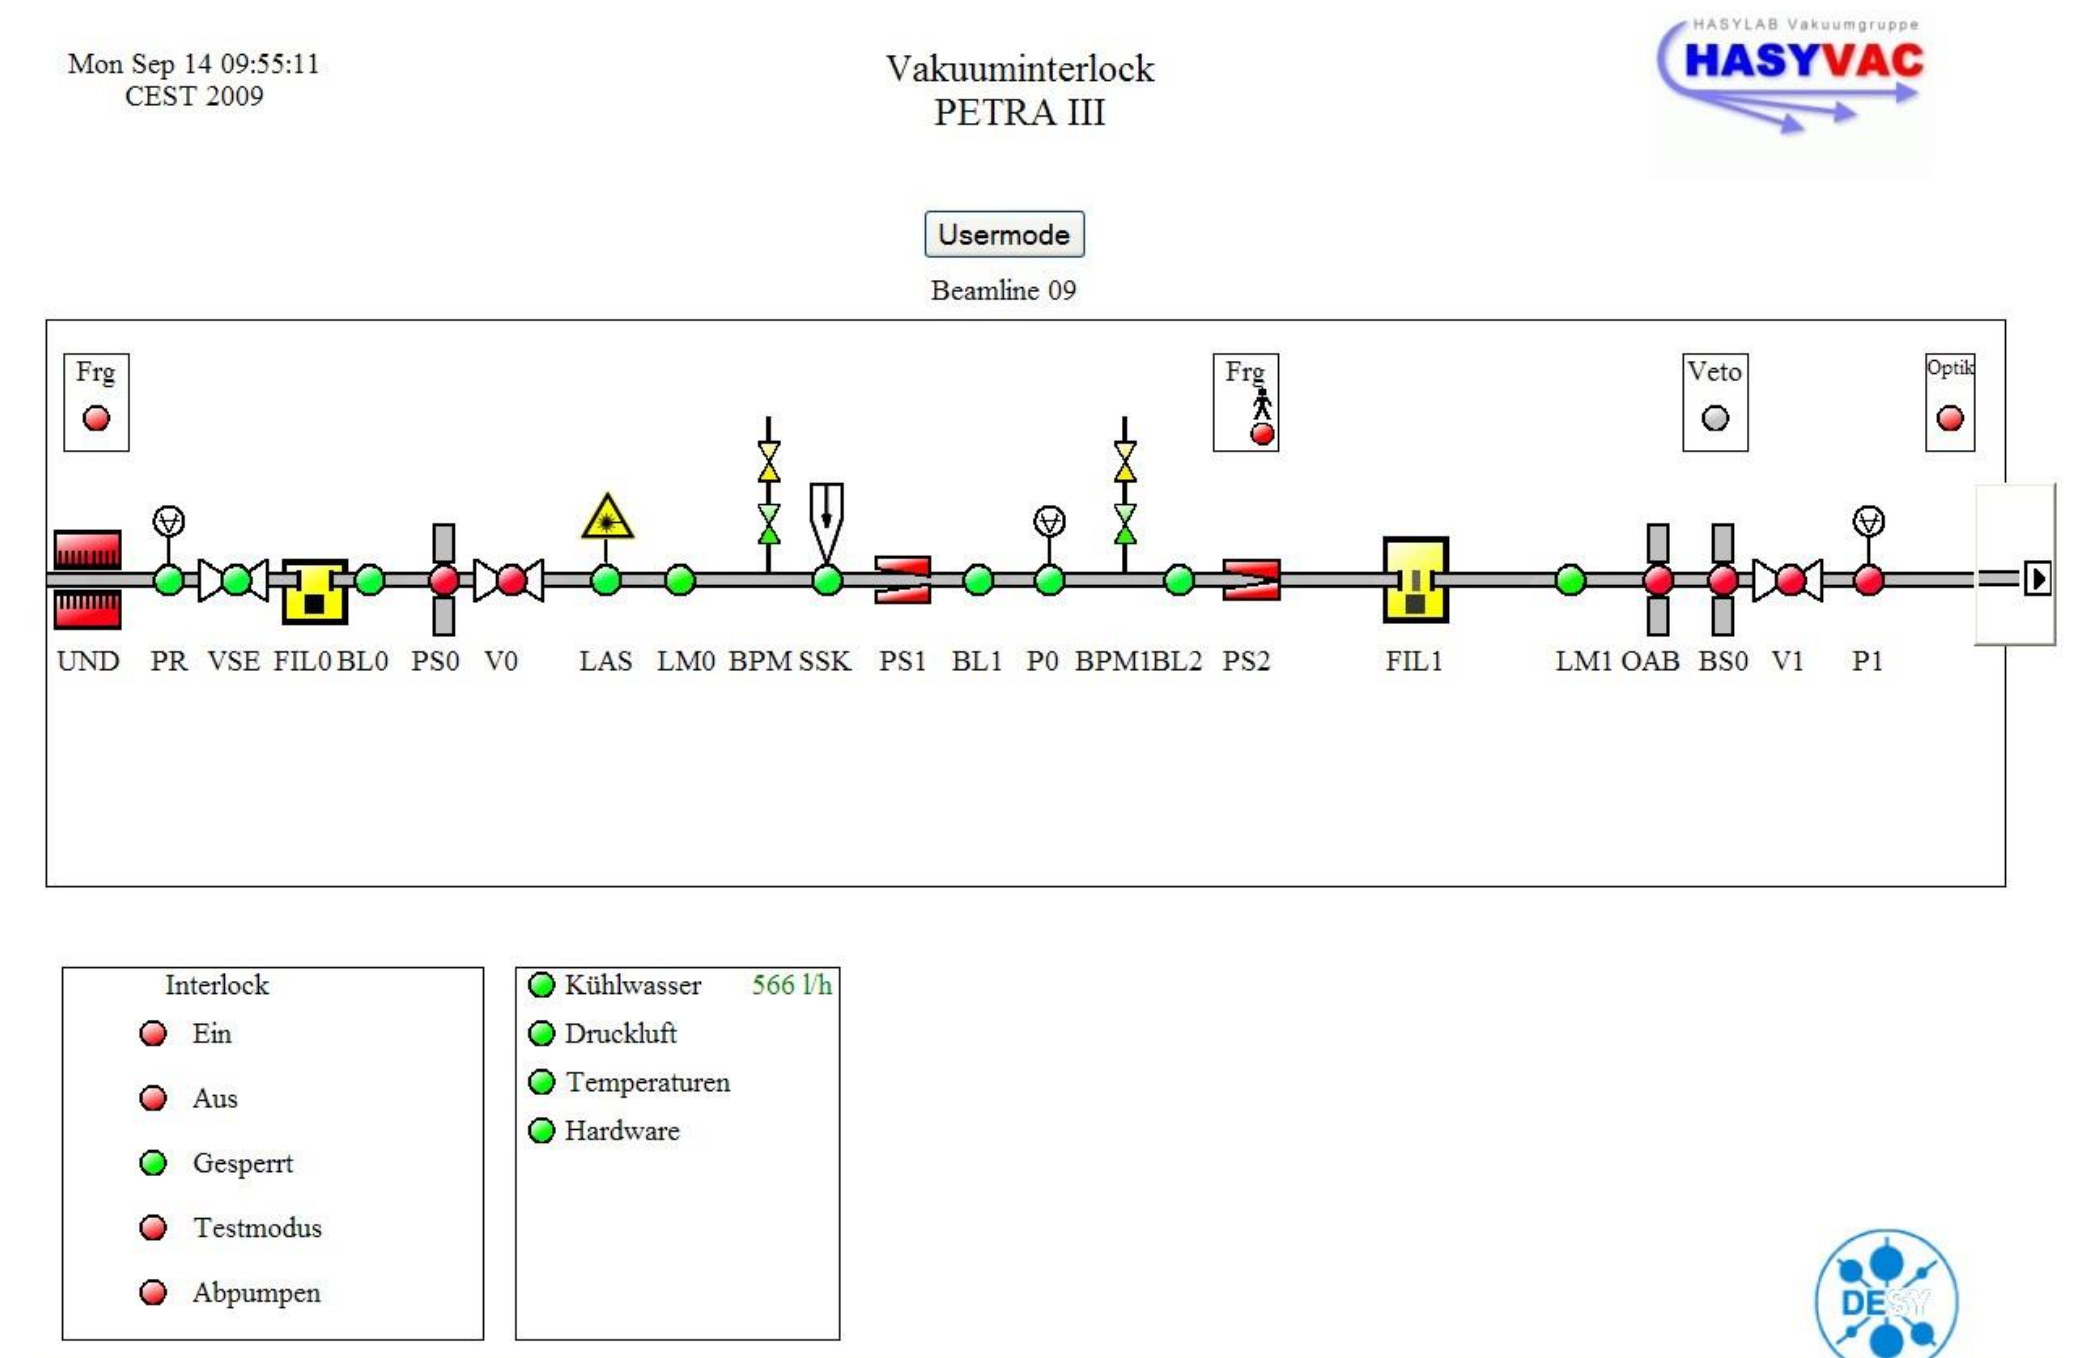 Mon Sep 14 09:55:11
CEST 2009
Vakuuminterlock
PETRA III
HASYLAB Vakuumgruppe
HASYVAC
Usermode
Beamline 09
Frg
Frg
Veto
Optik
UND PR VSE FIL0 BL0 PS0 V0 LAS LM0 BPM SSK PS1 BL1 P0 BPM1 BL2 PS2 FIL1 LM1 OAB BS0 V1 P1
Interlock
Ein
Aus
Gesperrt
Testmodus
Abpumpen
Kühlwasser 566 l/h
Druckluft
Temperaturen
Hardware
DESY